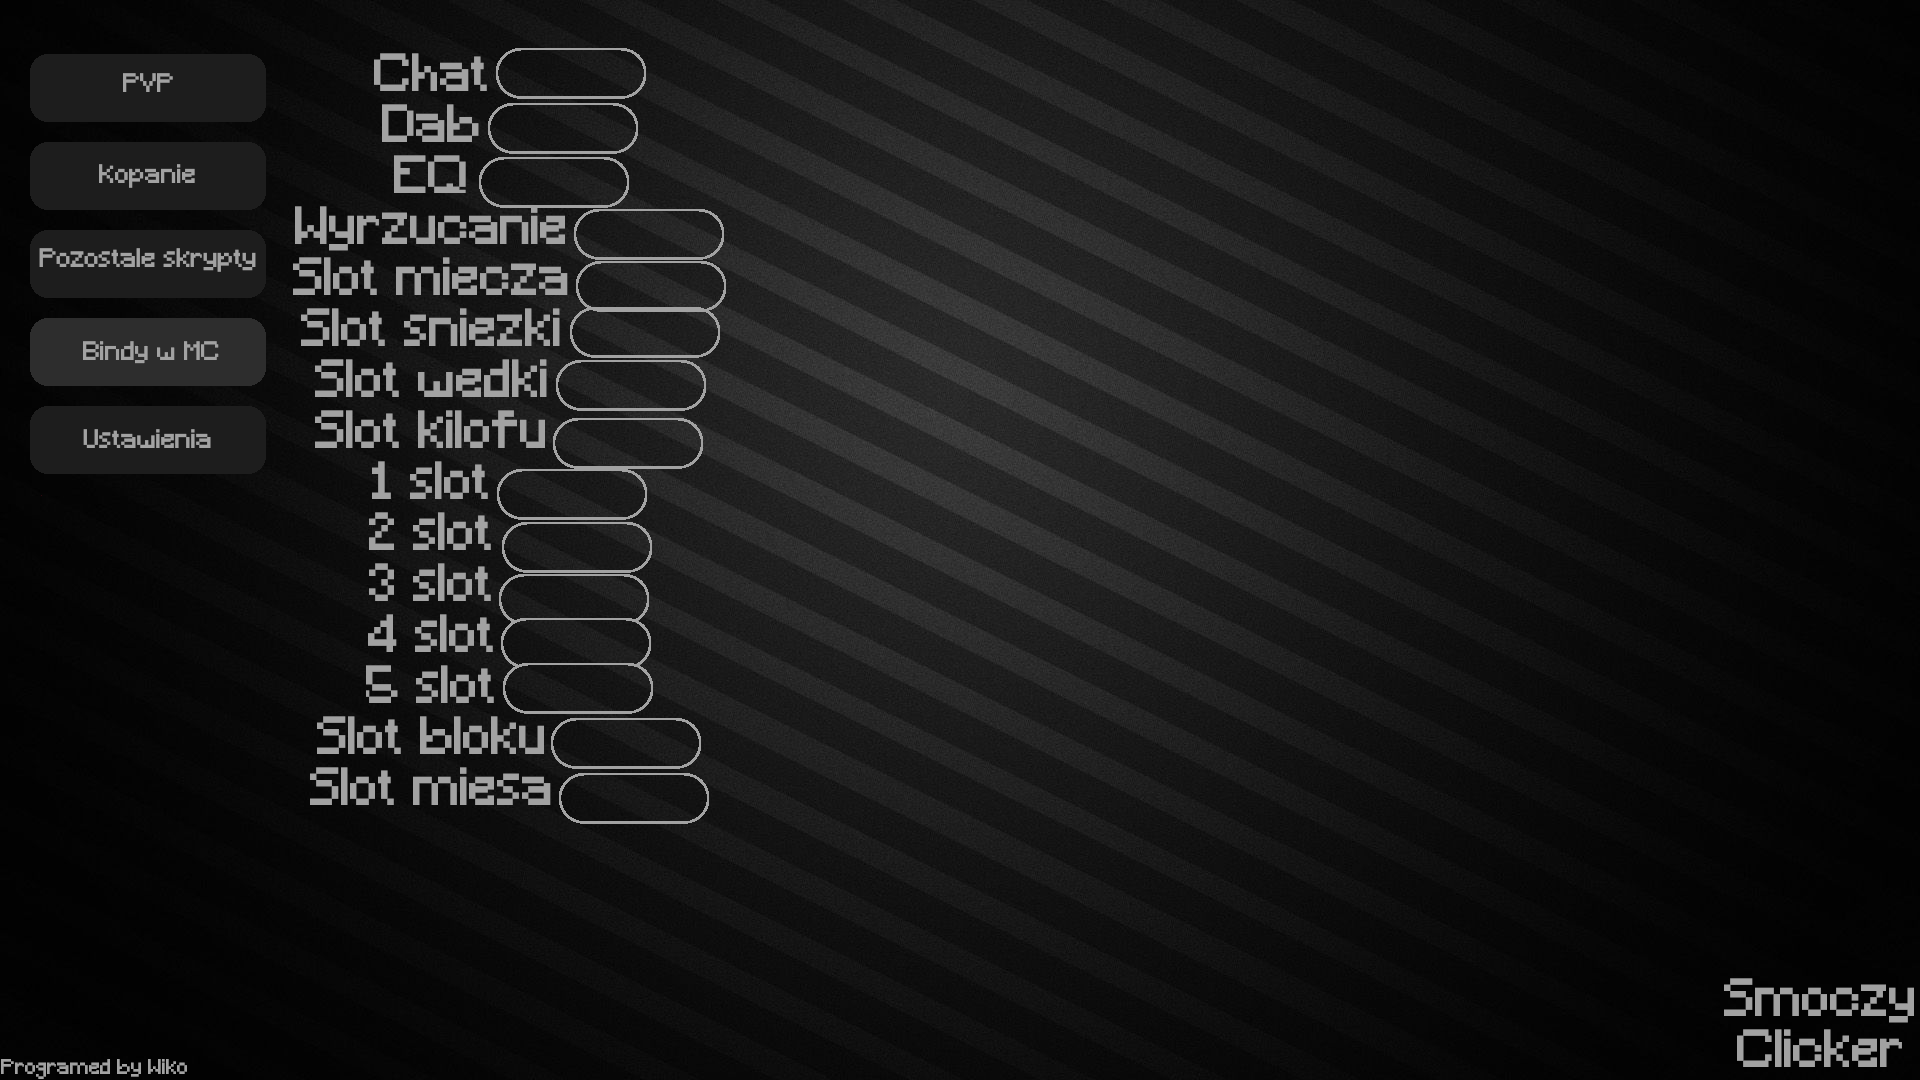 PVP
Kopanie
Pozostale skrypty
Bindy w MC
Ustawienia
Chat
Dab
EQ
Wyrzucanie
Slot miecza
Slot sniezki
Slot wedki
Slot kilofu
1 slot
2 slot
3 slot
4 slot
5 slot
Slot bloku
Slot miesa
Smoczy
Clicker
Programed by Wiko